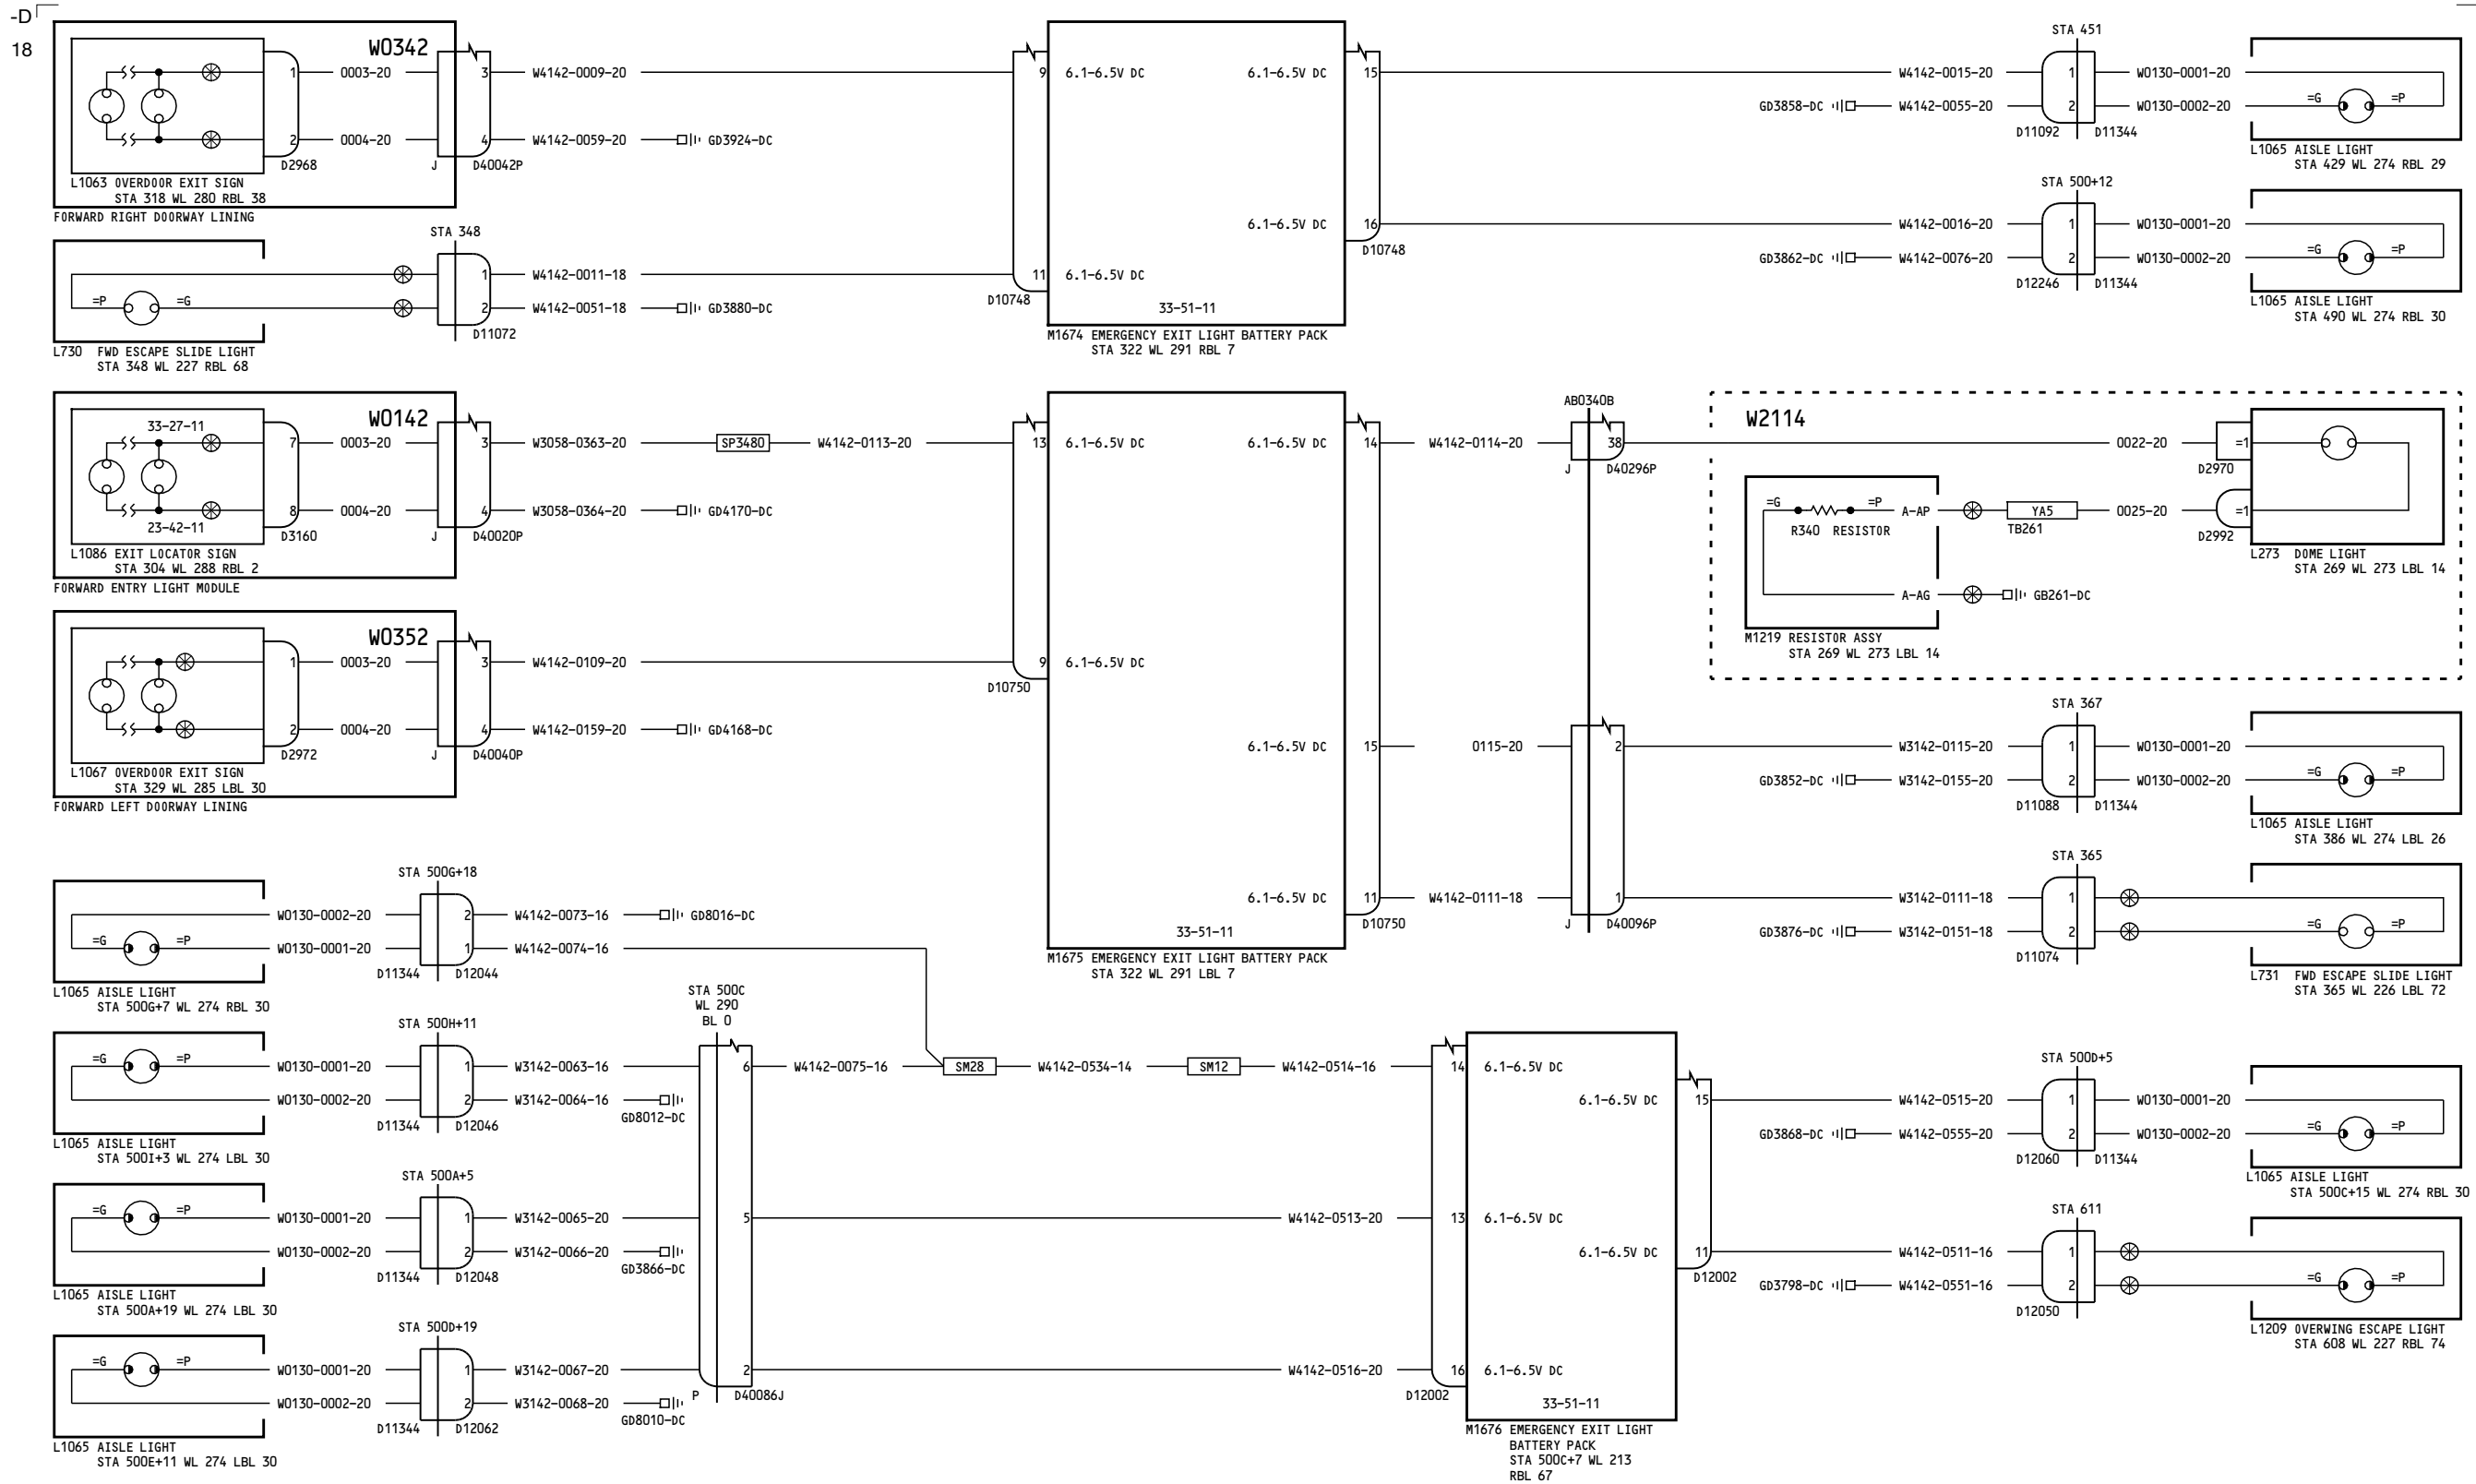 -D
18
W0342
1
0003-20
3
W4142-0009-20
2
0004-20
4
W4142-0059-20
GD3924-DC
D2968
J
D40042P
L1063 OVERDOOR EXIT SIGN
STA 318 WL 280 RBL 38
FORWARD RIGHT DOORWAY LINING
STA 348
1
W4142-0011-18
=P
=G
2
W4142-0051-18
GD3880-DC
D11072
L730 FWD ESCAPE SLIDE LIGHT
STA 348 WL 227 RBL 68
9
6.1-6.5V DC
6.1-6.5V DC
15
6.1-6.5V DC
16
D10748
11
6.1-6.5V DC
D10748
33-51-11
M1674 EMERGENCY EXIT LIGHT BATTERY PACK
STA 322 WL 291 RBL 7
STA 451
W4142-0015-20
1
W0130-0001-20
GD3858-DC
W4142-0055-20
2
W0130-0002-20
=G
=P
D11092
D11344
L1065 AISLE LIGHT
STA 429 WL 274 RBL 29
STA 500+12
W4142-0016-20
1
W0130-0001-20
GD3862-DC
W4142-0076-20
2
W0130-0002-20
=G
=P
D12246
D11344
L1065 AISLE LIGHT
STA 490 WL 274 RBL 30
W0142
33-27-11
7
0003-20
3
W3058-0363-20
SP3480
W4142-0113-20
8
0004-20
4
W3058-0364-20
GD4170-DC
23-42-11
D3160
J
D40020P
L1086 EXIT LOCATOR SIGN
STA 304 WL 288 RBL 2
FORWARD ENTRY LIGHT MODULE
W0352
1
0003-20
3
W4142-0109-20
2
0004-20
4
W4142-0159-20
GD4168-DC
D2972
J
D40040P
L1067 OVERDOOR EXIT SIGN
STA 329 WL 285 LBL 30
FORWARD LEFT DOORWAY LINING
13
6.1-6.5V DC
6.1-6.5V DC
14
W4142-0114-20
9
6.1-6.5V DC
D10750
6.1-6.5V DC
15
0115-20
6.1-6.5V DC
11
W4142-0111-18
D10750
33-51-11
M1675 EMERGENCY EXIT LIGHT BATTERY PACK
STA 322 WL 291 LBL 7
AB0340B
38
J
D40296P
2
1
J
D40096P
W2114
0022-20
=1
D2970
=G
=P
A-AP
YA5
0025-20
=1
R340 RESISTOR
TB261
D2992
L273 DOME LIGHT
STA 269 WL 273 LBL 14
A-AG
GB261-DC
M1219 RESISTOR ASSY
STA 269 WL 273 LBL 14
STA 367
W3142-0115-20
1
W0130-0001-20
GD3852-DC
W3142-0155-20
2
W0130-0002-20
=G
=P
D11088
D11344
L1065 AISLE LIGHT
STA 386 WL 274 LBL 26
STA 365
W3142-0111-18
1
GD3876-DC
W3142-0151-18
2
=G
=P
D11074
L731 FWD ESCAPE SLIDE LIGHT
STA 365 WL 226 LBL 72
STA 500G+18
W0130-0002-20
2
W4142-0073-16
GD8016-DC
=G
=P
W0130-0001-20
1
W4142-0074-16
D11344
D12044
L1065 AISLE LIGHT
STA 500G+7 WL 274 RBL 30
STA 500H+11
=G
=P
W0130-0001-20
1
W3142-0063-16
W0130-0002-20
2
W3142-0064-16
GD8012-DC
D11344
D12046
L1065 AISLE LIGHT
STA 500I+3 WL 274 LBL 30
STA 500A+5
=G
=P
W0130-0001-20
1
W3142-0065-20
W0130-0002-20
2
W3142-0066-20
GD3866-DC
D11344
D12048
L1065 AISLE LIGHT
STA 500A+19 WL 274 LBL 30
STA 500D+19
=G
=P
W0130-0001-20
1
W3142-0067-20
W0130-0002-20
2
W3142-0068-20
GD8010-DC
D11344
D12062
L1065 AISLE LIGHT
STA 500E+11 WL 274 LBL 30
STA 500C
WL 290
BL 0
6
W4142-0075-16
SM28
W4142-0534-14
SM12
W4142-0514-16
5
W4142-0513-20
2
W4142-0516-20
P
D40086J
14
6.1-6.5V DC
6.1-6.5V DC
15
13
6.1-6.5V DC
6.1-6.5V DC
11
D12002
16
6.1-6.5V DC
D12002
33-51-11
M1676 EMERGENCY EXIT LIGHT
BATTERY PACK
STA 500C+7 WL 213
RBL 67
STA 500D+5
W4142-0515-20
1
W0130-0001-20
GD3868-DC
W4142-0555-20
2
W0130-0002-20
=G
=P
D12060
D11344
L1065 AISLE LIGHT
STA 500C+15 WL 274 RBL 30
STA 611
W4142-0511-16
1
GD3798-DC
W4142-0551-16
2
=G
=P
D12050
L1209 OVERWING ESCAPE LIGHT
STA 608 WL 227 RBL 74